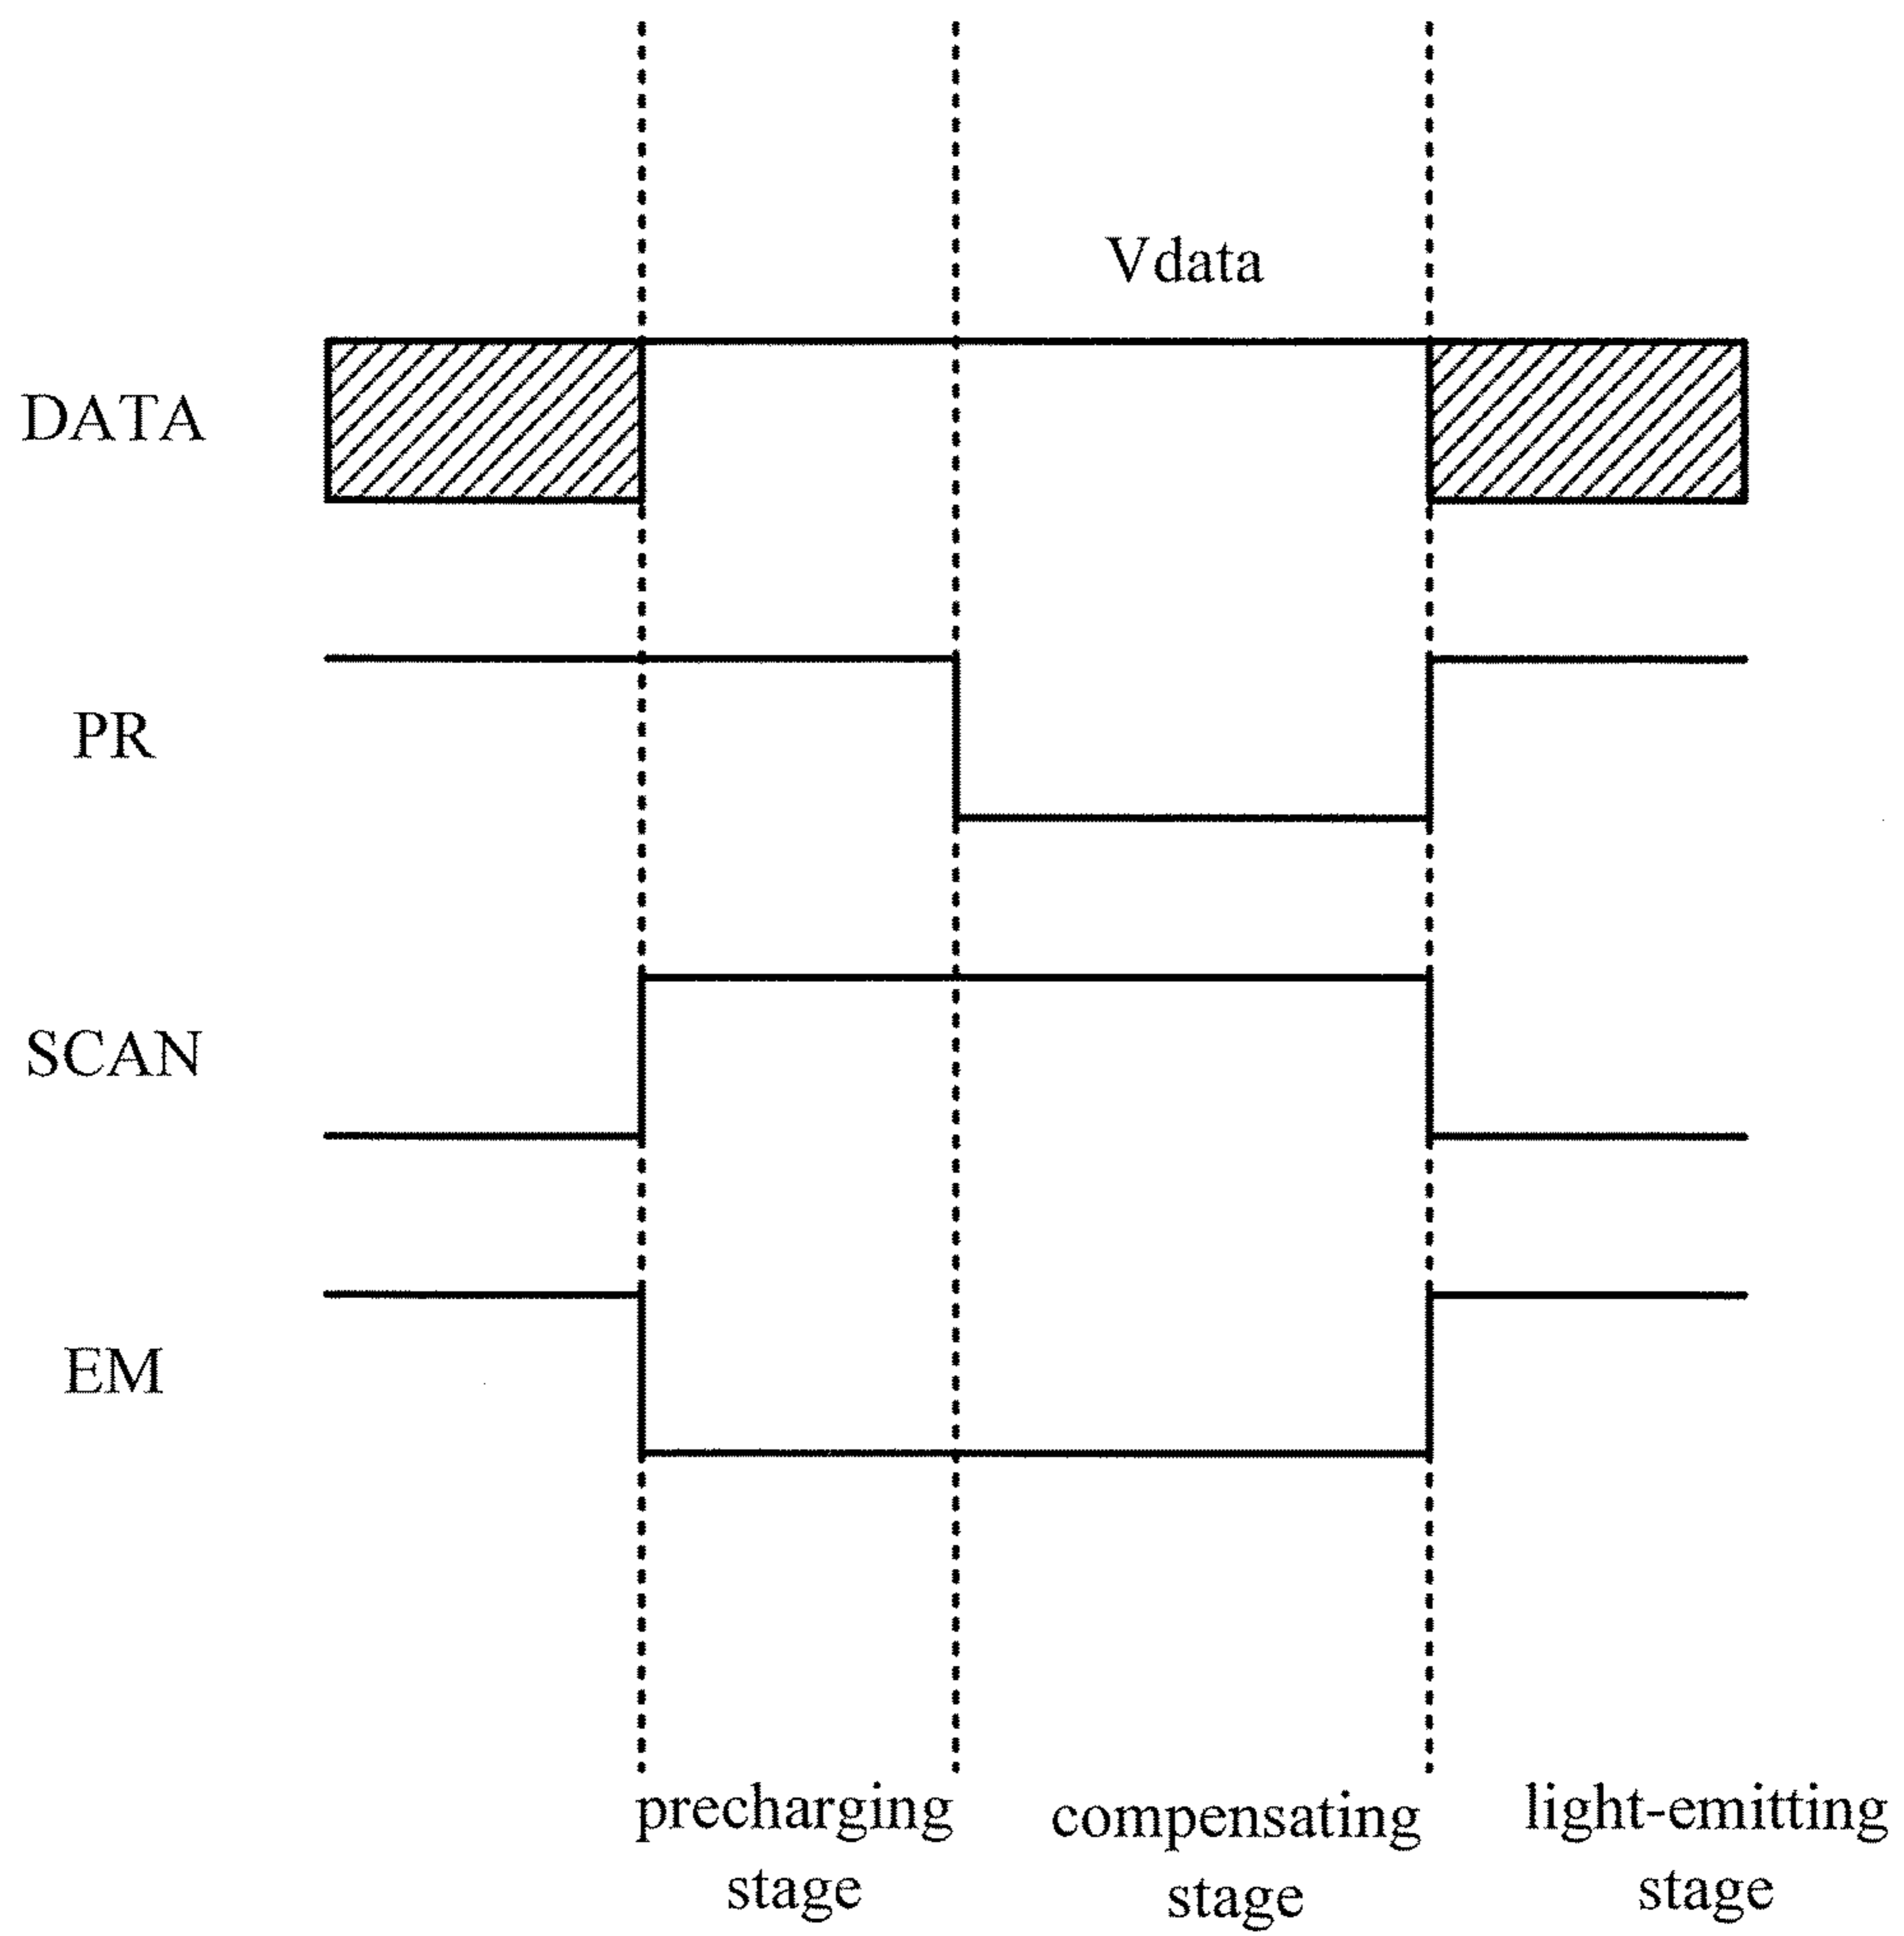 Vdata
DATA
PR
SCAN
EM
precharging
stage
compensating
stage
light-emitting
stage